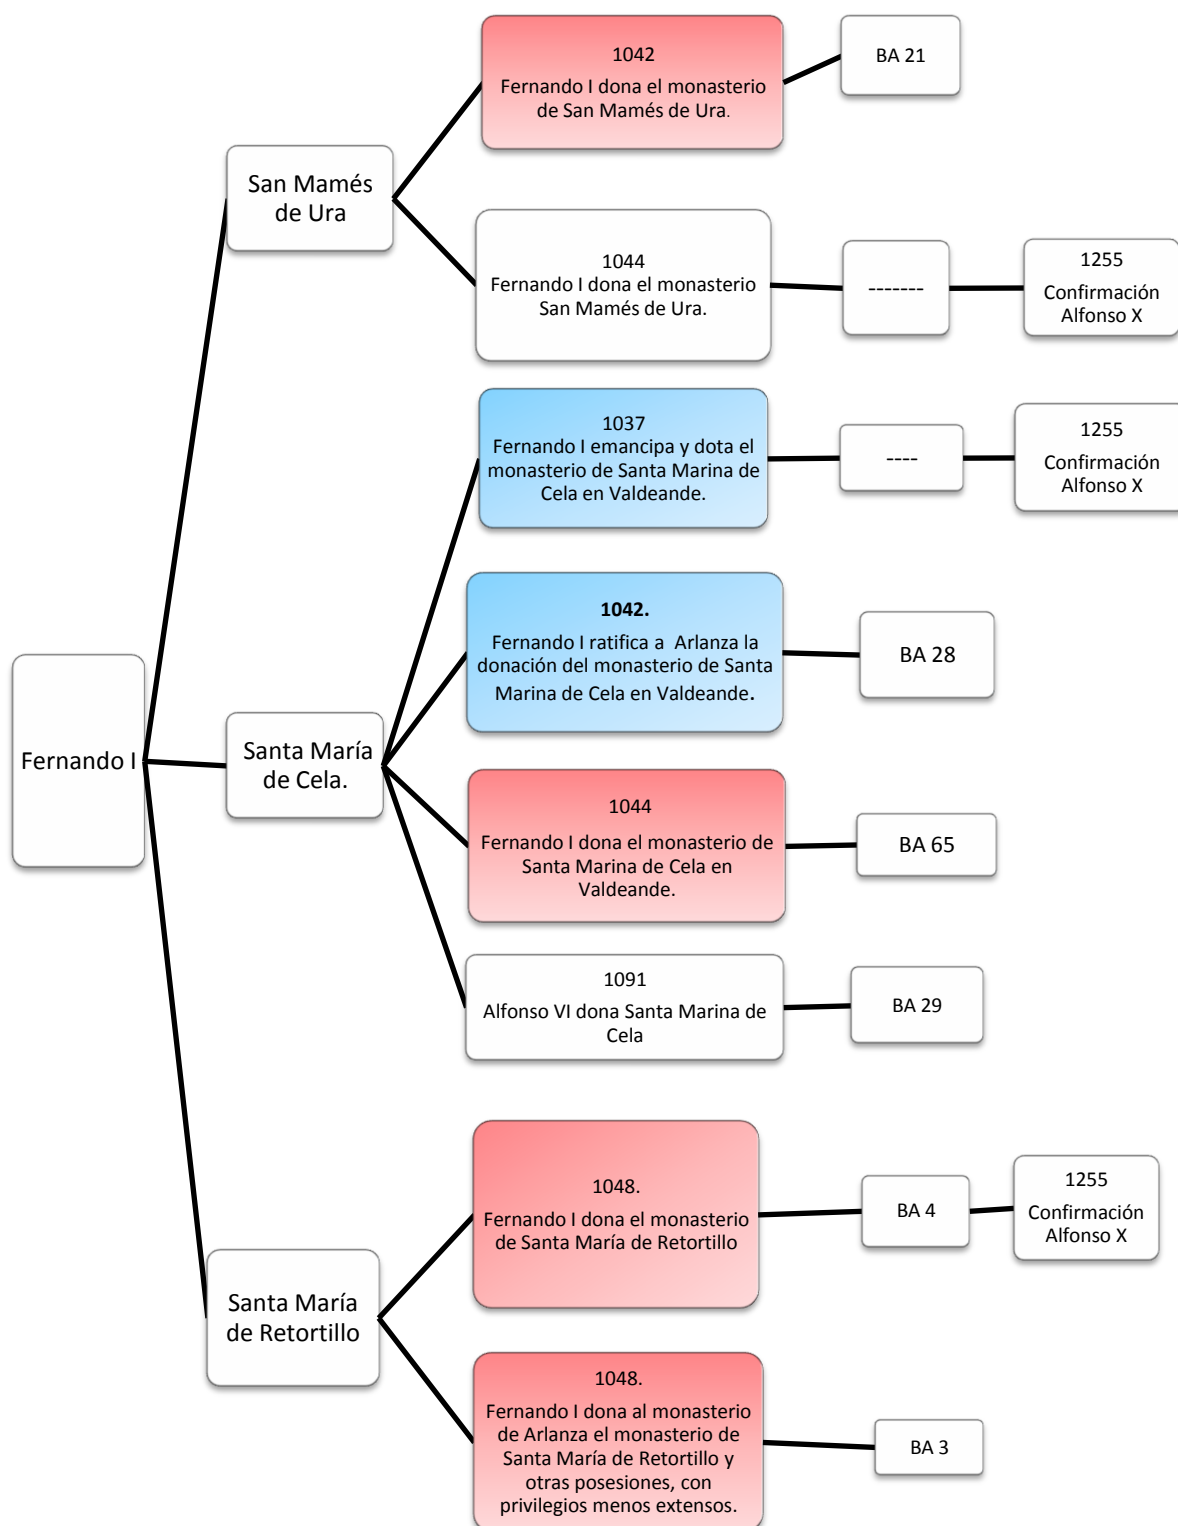 Fernando I
San Mamés
de Ura
1042
Fernando I dona el monasterio
de San Mamés de Ura.
BA 21
1044
Fernando I dona el monasterio
San Mamés de Ura.
-------
1255
Confirmación
Alfonso X
Santa María
de Cela.
1037
Fernando I emancipa y dota el
monasterio de Santa Marina de
Cela en Valdeande.
----
1255
Confirmación
Alfonso X
1042.
Fernando I ratifica a Arlanza la
donación del monasterio de Santa
Marina de Cela en Valdeande.
BA 28
1044
Fernando I dona el monasterio de
Santa Marina de Cela en
Valdeande.
BA 65
1091
Alfonso VI dona Santa Marina de
Cela
BA 29
Santa María
de Retortillo
1048.
Fernando I dona el monasterio
de Santa María de Retortillo
BA 4
1255
Confirmación
Alfonso X
1048.
Fernando I dona al monasterio
de Arlanza el monasterio de
Santa María de Retortillo y
otras posesiones, con
privilegios menos extensos.
BA 3